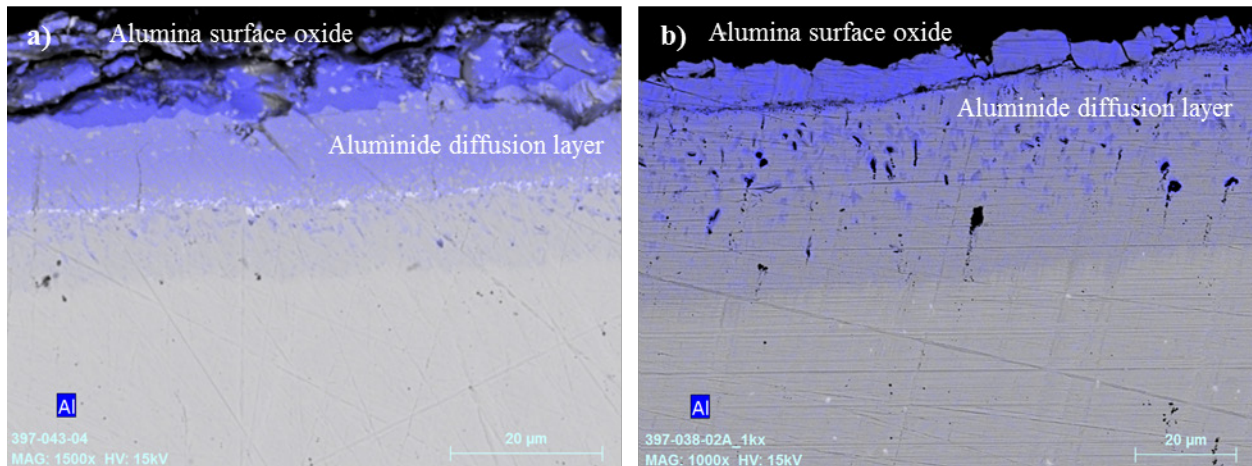 a) Alumina surface oxide
Aluminide diffusion layer
Al
397-043-04
MAG: 1500x HV: 15kV
20 µm
b) Alumina surface oxide
Aluminide diffusion layer
Al
397-038-02A_1kx
MAG: 1000x HV: 15kV
20 µm